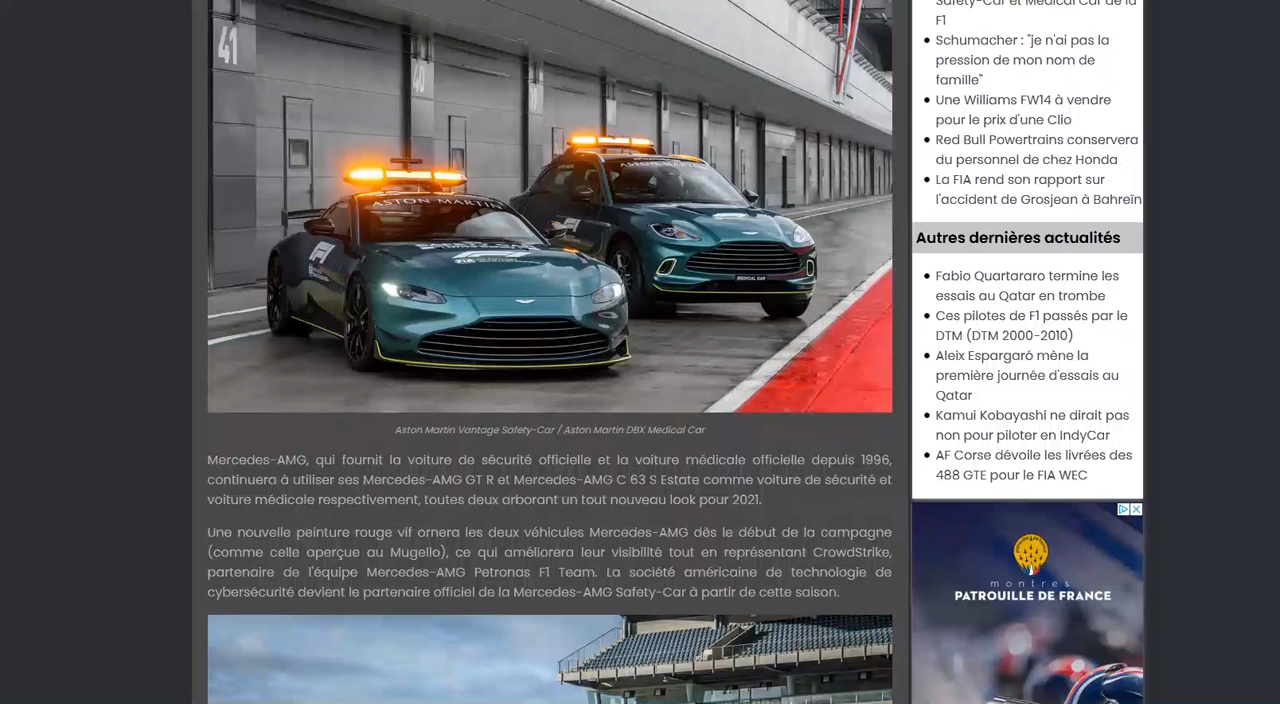 41
40
ASTON MARTIN
ASTON MARTIN
F1
MEDICAL CAR
Aston Martin Vantage Safety-Car / Aston Martin DBX Medical Car
Mercedes-AMG, qui fournit la voiture de sécurité officielle et la voiture médicale officielle depuis 1996,
continuera à utiliser ses Mercedes-AMG GT R et Mercedes-AMG C 63 S Estate comme voiture de sécurité et
voiture médicale respectivement, toutes deux arborant un tout nouveau look pour 2021.
Une nouvelle peinture rouge vif ornera les deux véhicules Mercedes-AMG dès le début de la campagne
(comme celle aperçue au Mugello), ce qui améliorera leur visibilité tout en représentant CrowdStrike,
partenaire de l'équipe Mercedes-AMG Petronas F1 Team. La société américaine de technologie de
cybersécurité devient le partenaire officiel de la Mercedes-AMG Safety-Car à partir de cette saison.
Safety-Car et Medical Car de la
F1
Schumacher : "je n'ai pas la
pression de mon nom de
famille"
Une Williams FW14 à vendre
pour le prix d'une Clio
Red Bull Powertrains conservera
du personnel de chez Honda
La FIA rend son rapport sur
l'accident de Grosjean à Bahreïn
Autres dernières actualités
Fabio Quartararo termine les
essais au Qatar en trombe
Ces pilotes de F1 passés par le
DTM (DTM 2000-2010)
Aleix Espargaró mène la
première journée d'essais au
Qatar
Kamui Kobayashi ne dirait pas
non pour piloter en IndyCar
AF Corse dévoile les livrées des
488 GTE pour le FIA WEC
montres
PATROUILLE DE FRANCE